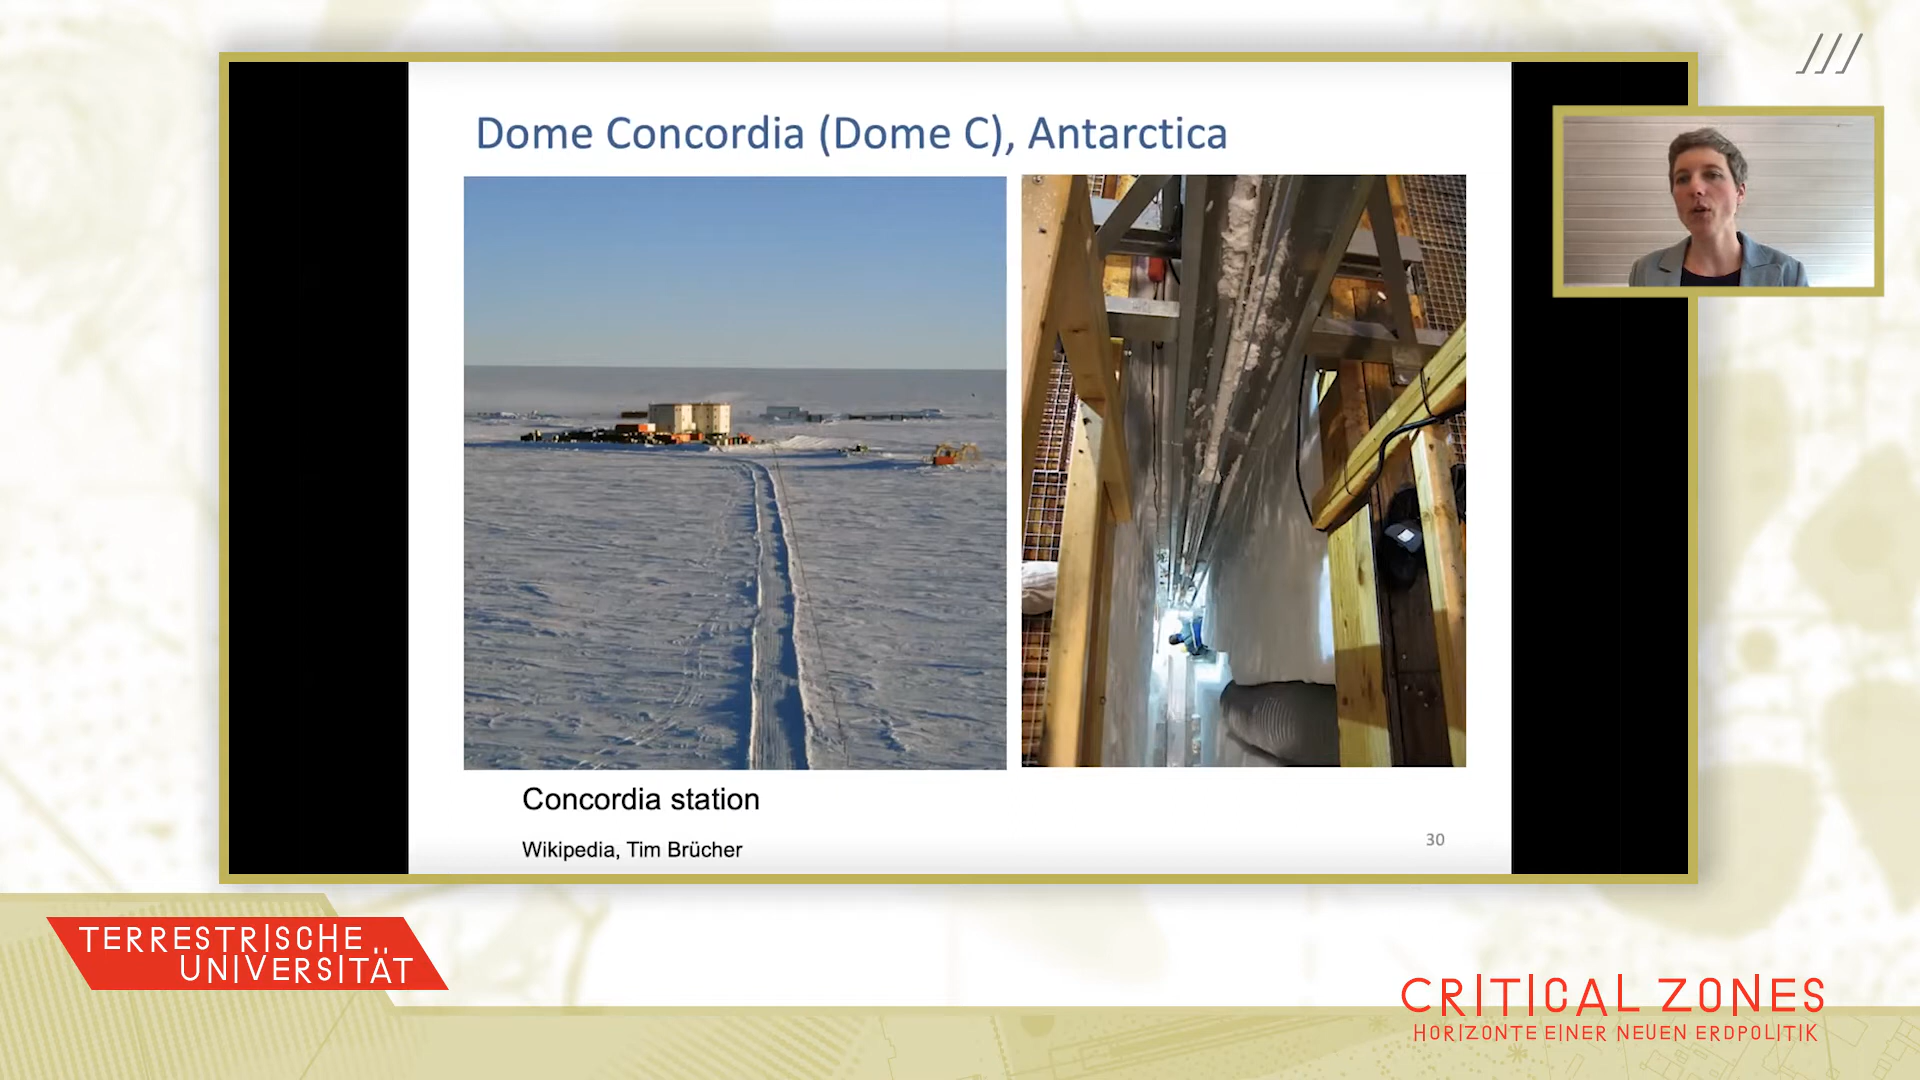 Dome Concordia (Dome C), Antarctica
Concordia station
Wikipedia, Tim Brücher
30
TERRESTRISCHE
UNIVERSITÄT
CRITICAL ZONES
HORIZONTE EINER NEUEN ERDPOLITIK